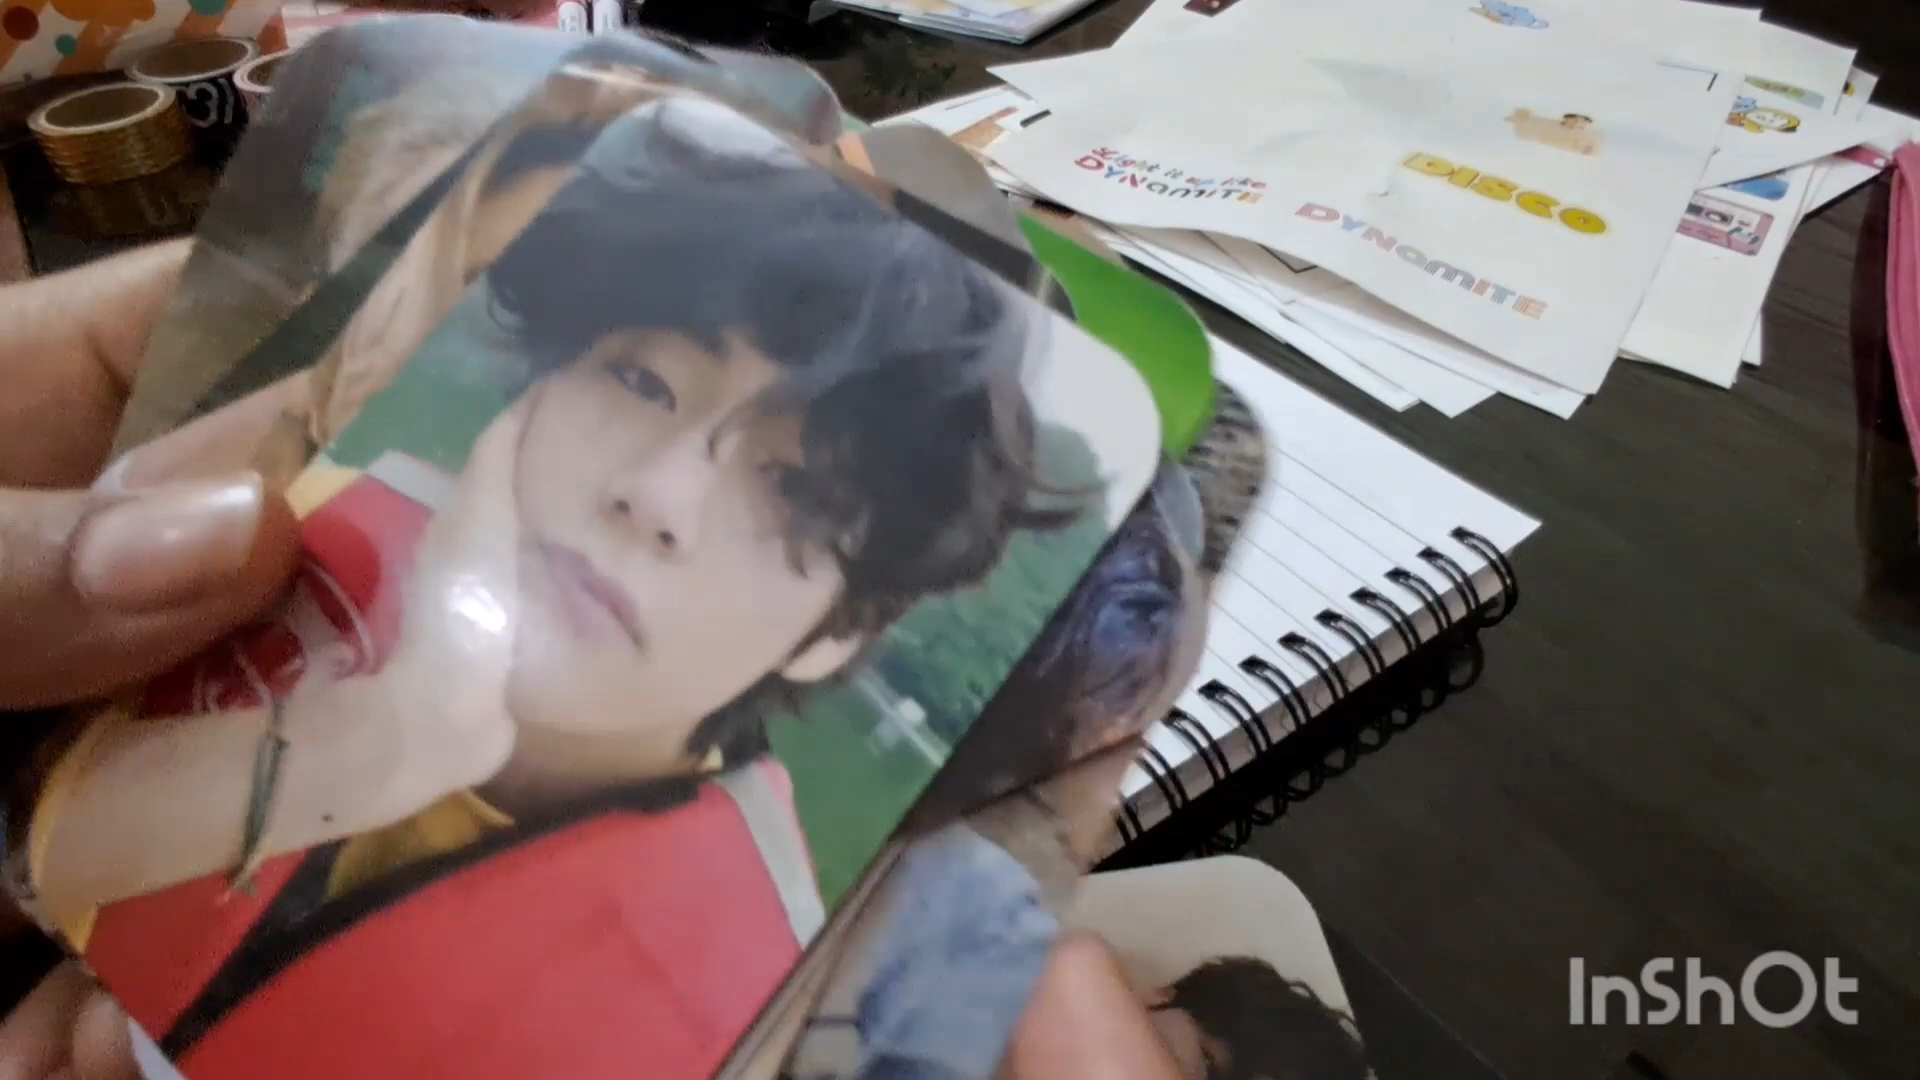 Light it up like
DYNAMITE
DISCO
DYNAMITE
InShOt